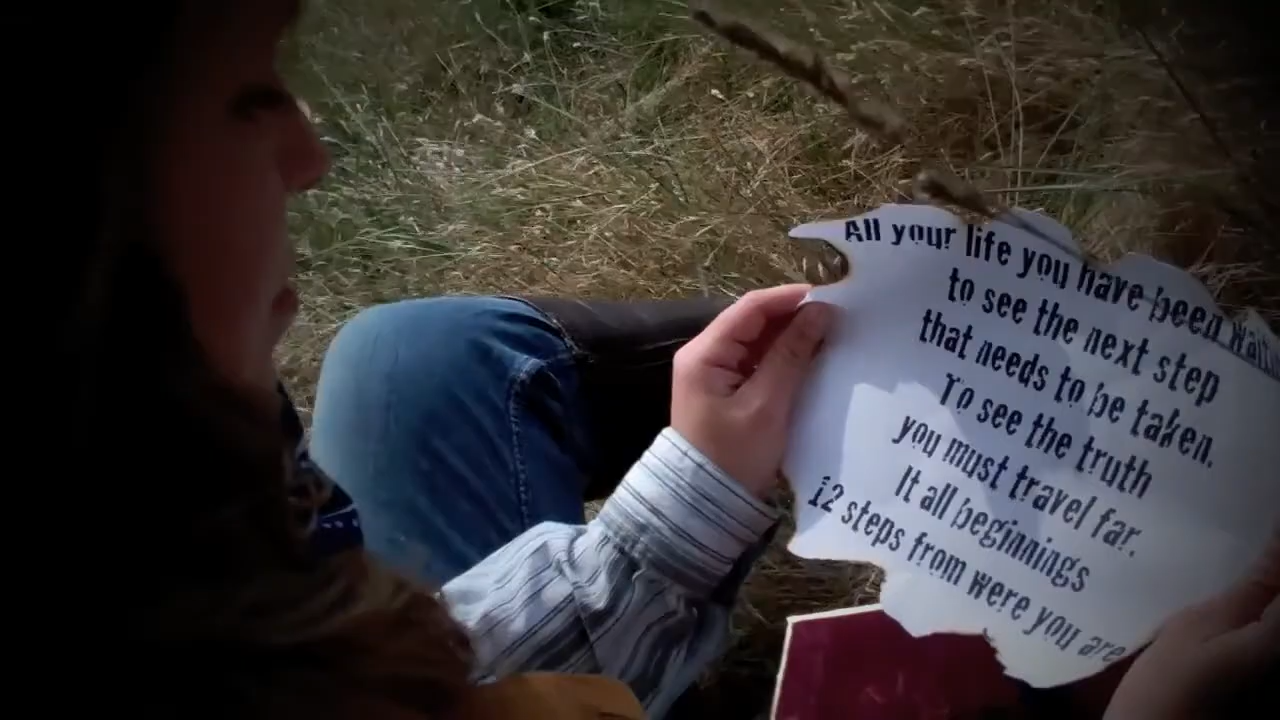 All your life you have been
to see the next step
that needs to be taken.
To see the truth
you must travel far.
It all beginnings
12 steps from were you are